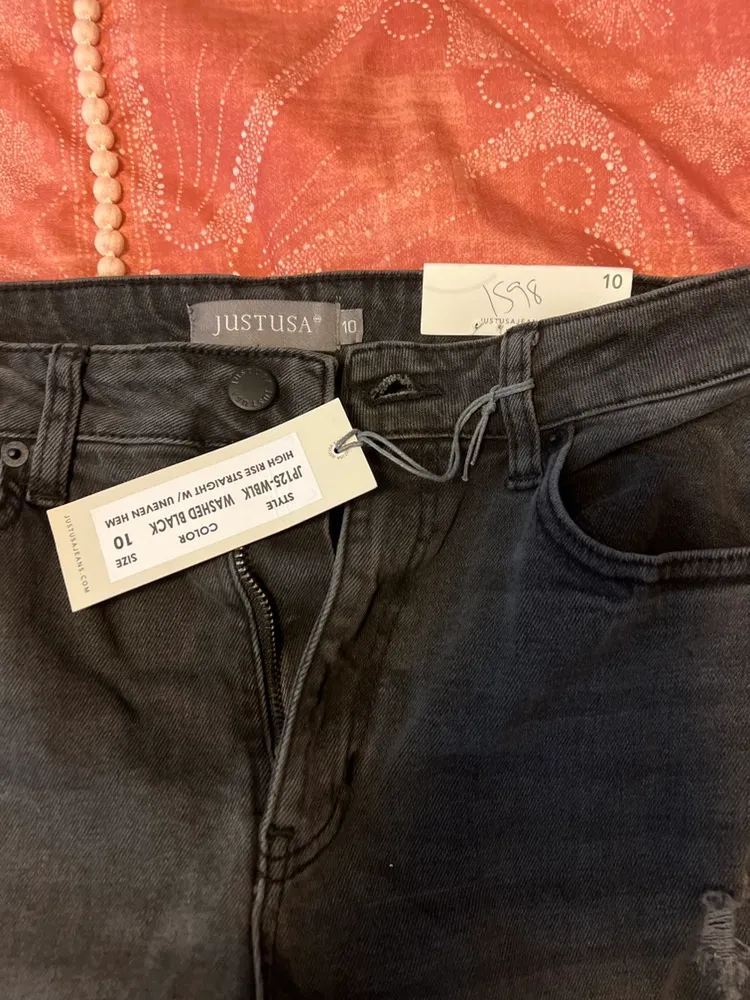 JUSTUSA
10
10
1598
JUSTUSAJEANS
STYLE
JP125-WBLK WASHED BLACK
HIGH RISE STRAIGHT W/ UNEVEN HEM
COLOR
SIZE
10
JUSTUSAJEANS.COM